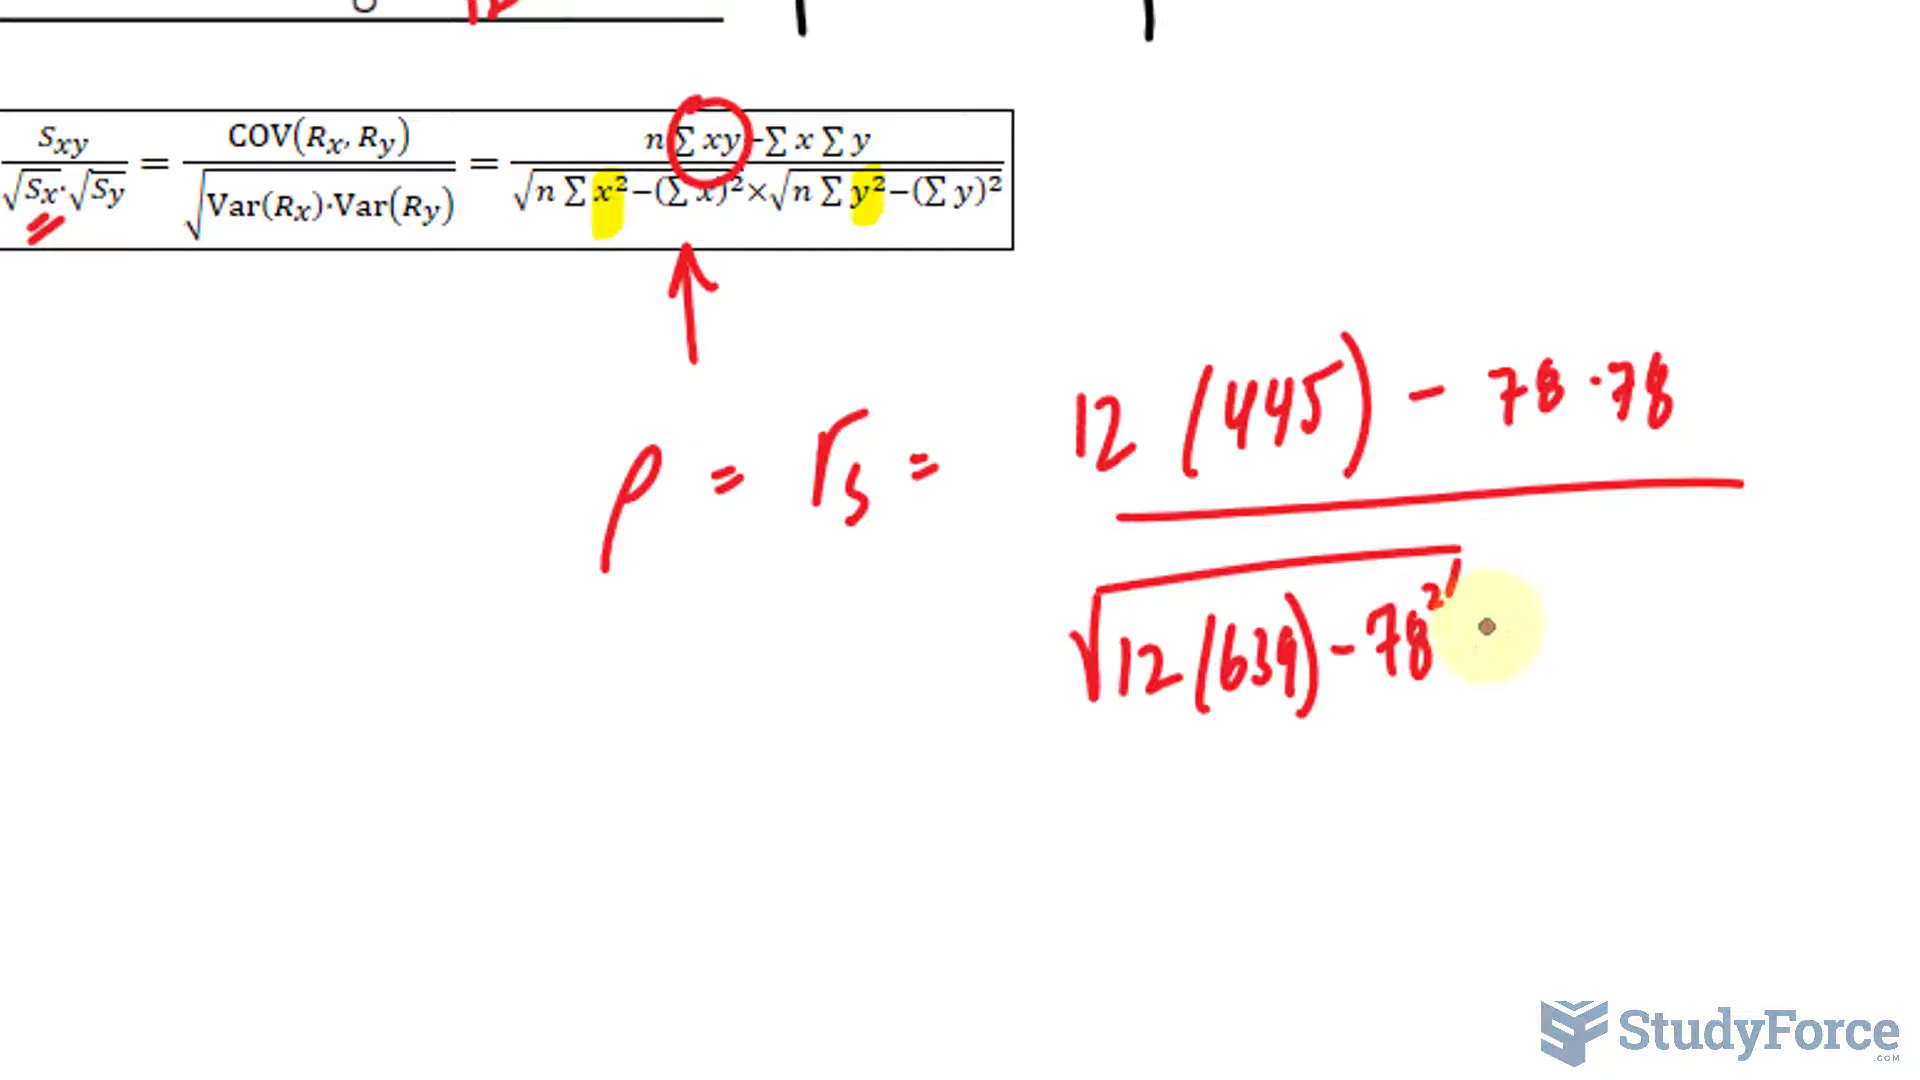 Sxy / √Sx·√Sy = COV(Rx, Ry) / √Var(Rx)·Var(Ry) = n ∑ xy − ∑ x ∑ y / √n ∑ x² − (∑ x)² × √n ∑ y² − (∑ y)²
ρ = rs = 12 (445) − 78 · 78
√12 (639) − 78²
StudyForce
.COM